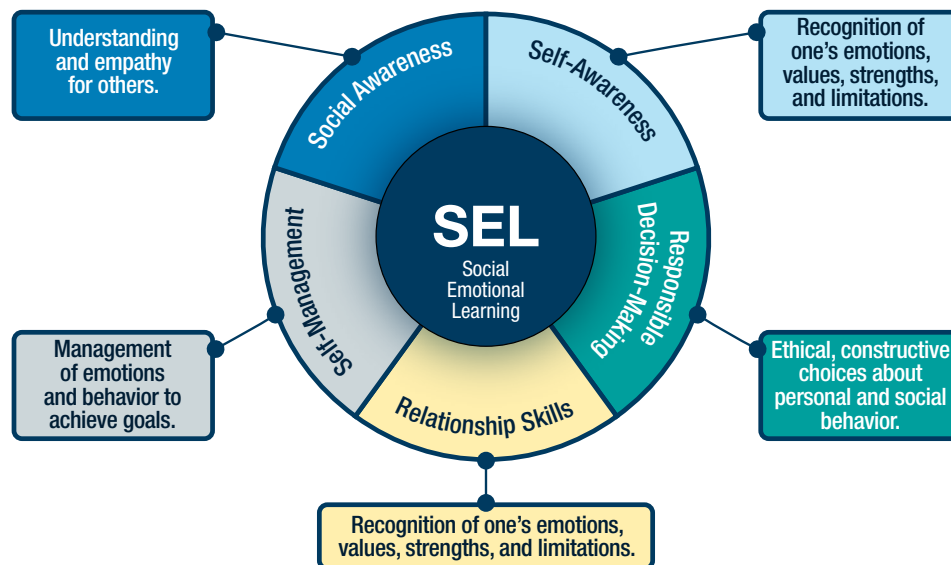 Understanding
and empathy
for others.
Social Awareness
Self-Awareness
Recognition of
one’s emotions,
values, strengths,
and limitations.
SEL
Social
Emotional
Learning
Self-Management
Responsible
Decision-Making
Management
of emotions
and behavior to
achieve goals.
Relationship Skills
Ethical, constructive
choices about
personal and social
behavior.
Recognition of one’s emotions,
values, strengths, and limitations.